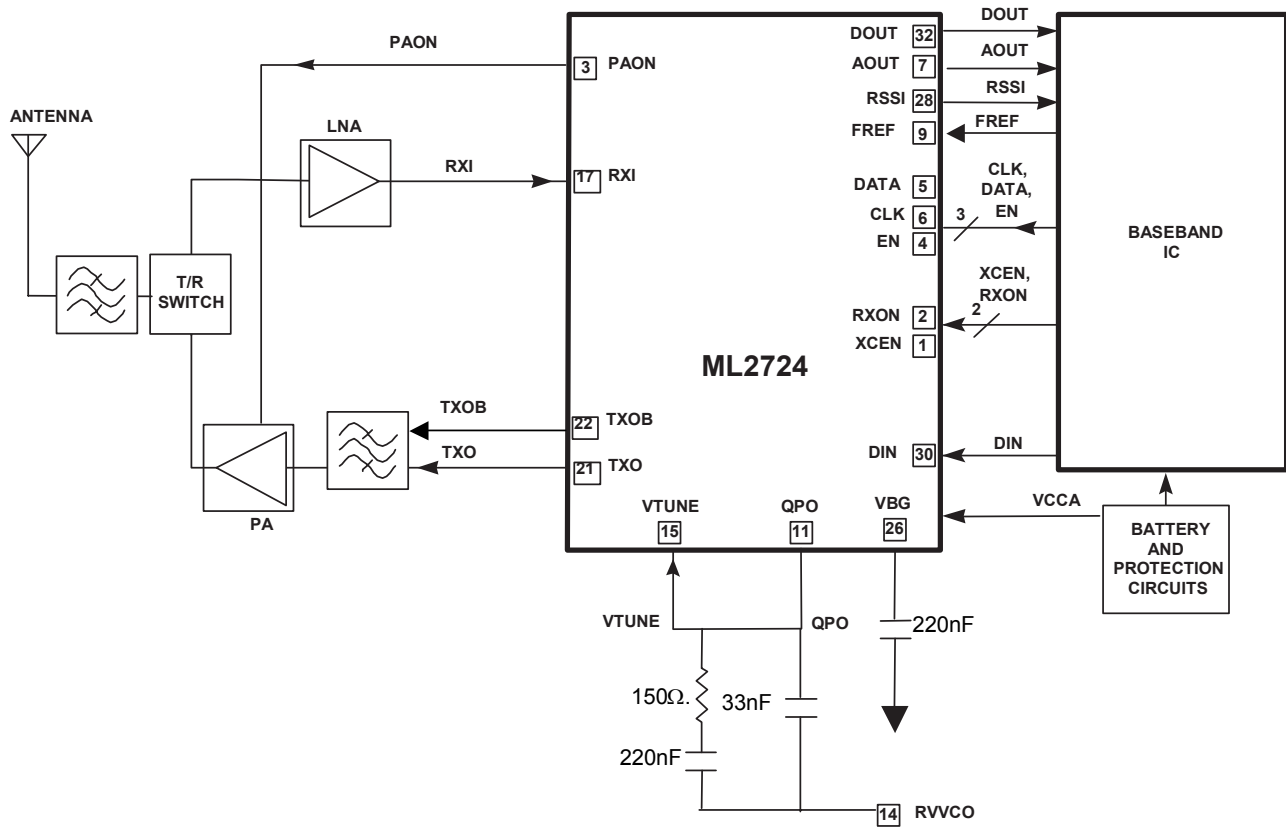 DOUT
DOUT 32
PAON
AOUT
AOUT 7
3 PAON
RSSI
RSSI 28
ANTENNA
FREF
FREF 9
LNA
RXI
17 RXI
CLK,
DATA,
EN
DATA 5
CLK 6
3
EN 4
BASEBAND
IC
T/R
SWITCH
XCEN,
RXON
2
RXON 2
XCEN 1
ML2724
TXOB
22 TXOB
TXO
21 TXO
DIN 30
DIN
PA
VTUNE
15
QPO
11
VBG
26
VCCA
BATTERY
AND
PROTECTION
CIRCUITS
VTUNE
QPO
220nF
150Ω.
33nF
220nF
14 RVVCO